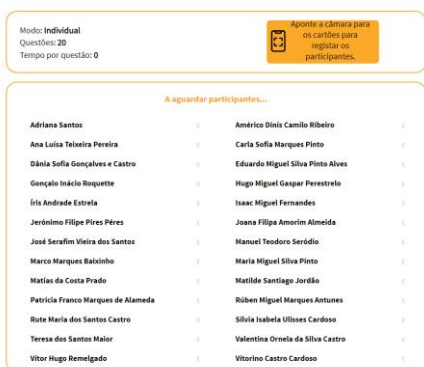 Modo: Individual
Questões: 20
Tempo por questão: 0
Aponte a câmara para
os cartões para
registar os
participantes.
A aguardar participantes...
Adriana Santos x Américo Dinís Camilo Ribeiro x
Ana Luísa Teixeira Pereira x Carla Sofia Marques Pinto x
Dânia Sofia Gonçalves e Castro x Eduardo Miguel Silva Pinto Alves x
Gonçalo Inácio Roquette x Hugo Miguel Gaspar Perestrelo x
Íris Andrade Estrela x Isaac Miguel Fernandes x
Jerónimo Filipe Pires Péres x Joana Filipa Amorim Almeida x
José Serafim Vieira dos Santos x Manuel Teodoro Seródio x
Marco Marques Baixinho x Maria Miguel Silva Pinto x
Matías da Costa Prado x Matilde Santiago Jordão x
Patrícia Franco Marques de Alameda x Rúben Miguel Marques Antunes x
Rute Maria dos Santos Castro x Sílvia Isabela Ulisses Cardoso x
Teresa dos Santos Maior x Valentina Ornela da Silva Castro x
Vitor Hugo Remelgado x Vitorino Castro Cardoso x